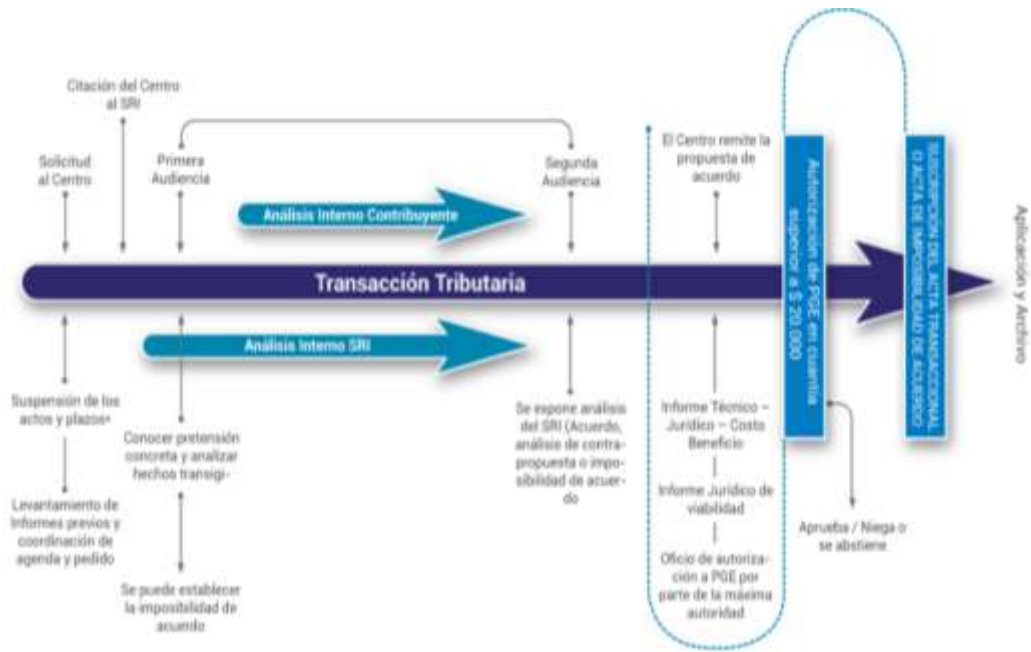 Citación del Centro
al SRI
Solicitud
al Centro
Primera
Audiencia
Segunda
Audiencia
El Centro remite la
propuesta de
acuerdo
Análisis Interno Contribuyente
Transacción Tributaria
Análisis Interno SRI
Autorización de PGE en cuantía
superior a $ 20.000
SUSCRIPCIÓN DEL ACTA TRANSACCIONAL
O ACTA DE IMPOSIBILIDAD DE ACUERDO
Aplicación y Archivo
Suspensión de los
actos y plazos*
Levantamiento de
Informes previos y
coordinación de
agenda y pedido
Conocer pretensión
concreta y analizar
hechos transigi-
Se puede establecer
la imposibilidad de
acuerdo
Se expone análisis
del SRI (Acuerdo,
análisis de contra-
propuesta o impo-
sibilidad de acuer-
do
Informe Técnico –
Jurídico – Costo
Beneficio
Informe Jurídico de
viabilidad
Oficio de autoriza-
ción a PGE por
parte de la máxima
autoridad.
Aprueba / Niega o
se abstiene